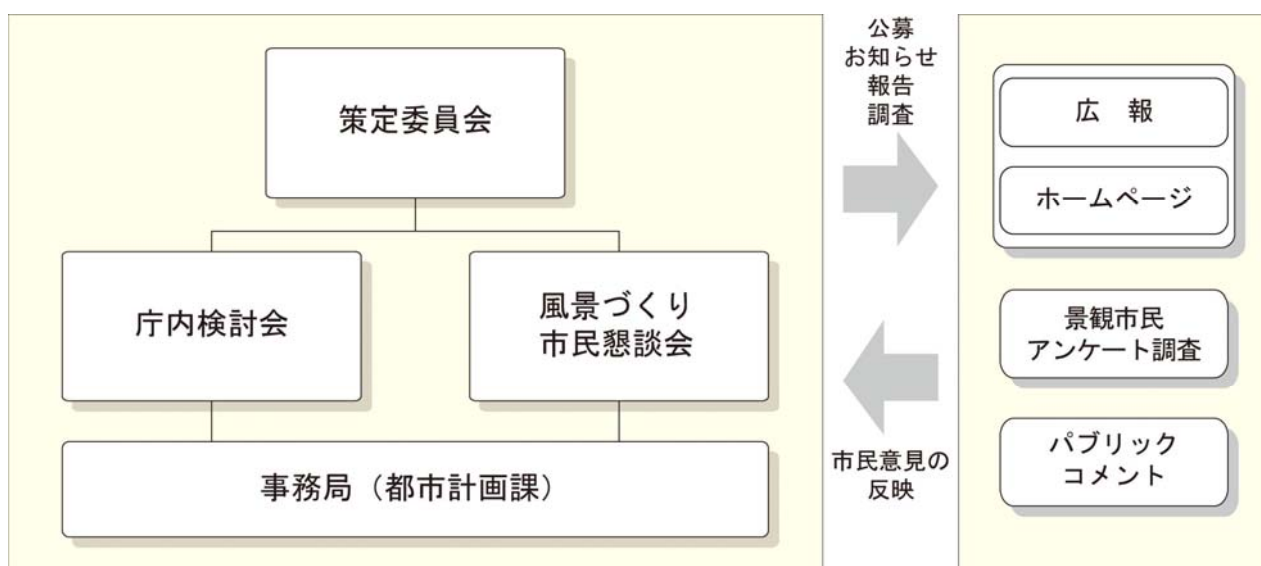 策定委員会
庁内検討会
風景づくり
市民懇談会
事務局（都市計画課）
公募
お知らせ
報告
調査
市民意見の
反映
広　報
ホームページ
景観市民
アンケート調査
パブリック
コメント